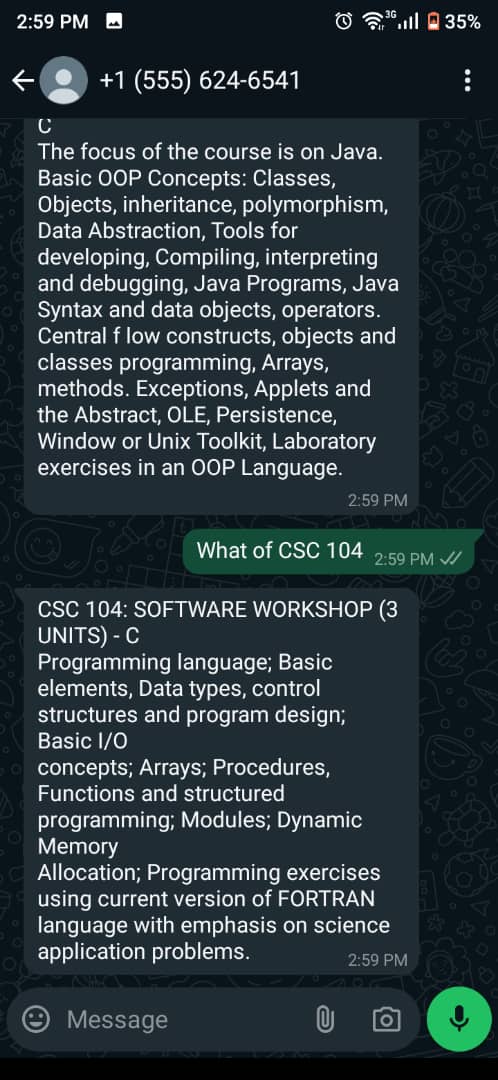 2:59 PM
3G
35%
+1 (555) 624-6541
C
The focus of the course is on Java.
Basic OOP Concepts: Classes,
Objects, inheritance, polymorphism,
Data Abstraction, Tools for
developing, Compiling, interpreting
and debugging, Java Programs, Java
Syntax and data objects, operators.
Central f low constructs, objects and
classes programming, Arrays,
methods. Exceptions, Applets and
the Abstract, OLE, Persistence,
Window or Unix Toolkit, Laboratory
exercises in an OOP Language.
2:59 PM
What of CSC 104
2:59 PM
CSC 104: SOFTWARE WORKSHOP (3
UNITS) - C
Programming language; Basic
elements, Data types, control
structures and program design;
Basic I/O
concepts; Arrays; Procedures,
Functions and structured
programming; Modules; Dynamic
Memory
Allocation; Programming exercises
using current version of FORTRAN
language with emphasis on science
application problems.
2:59 PM
Message